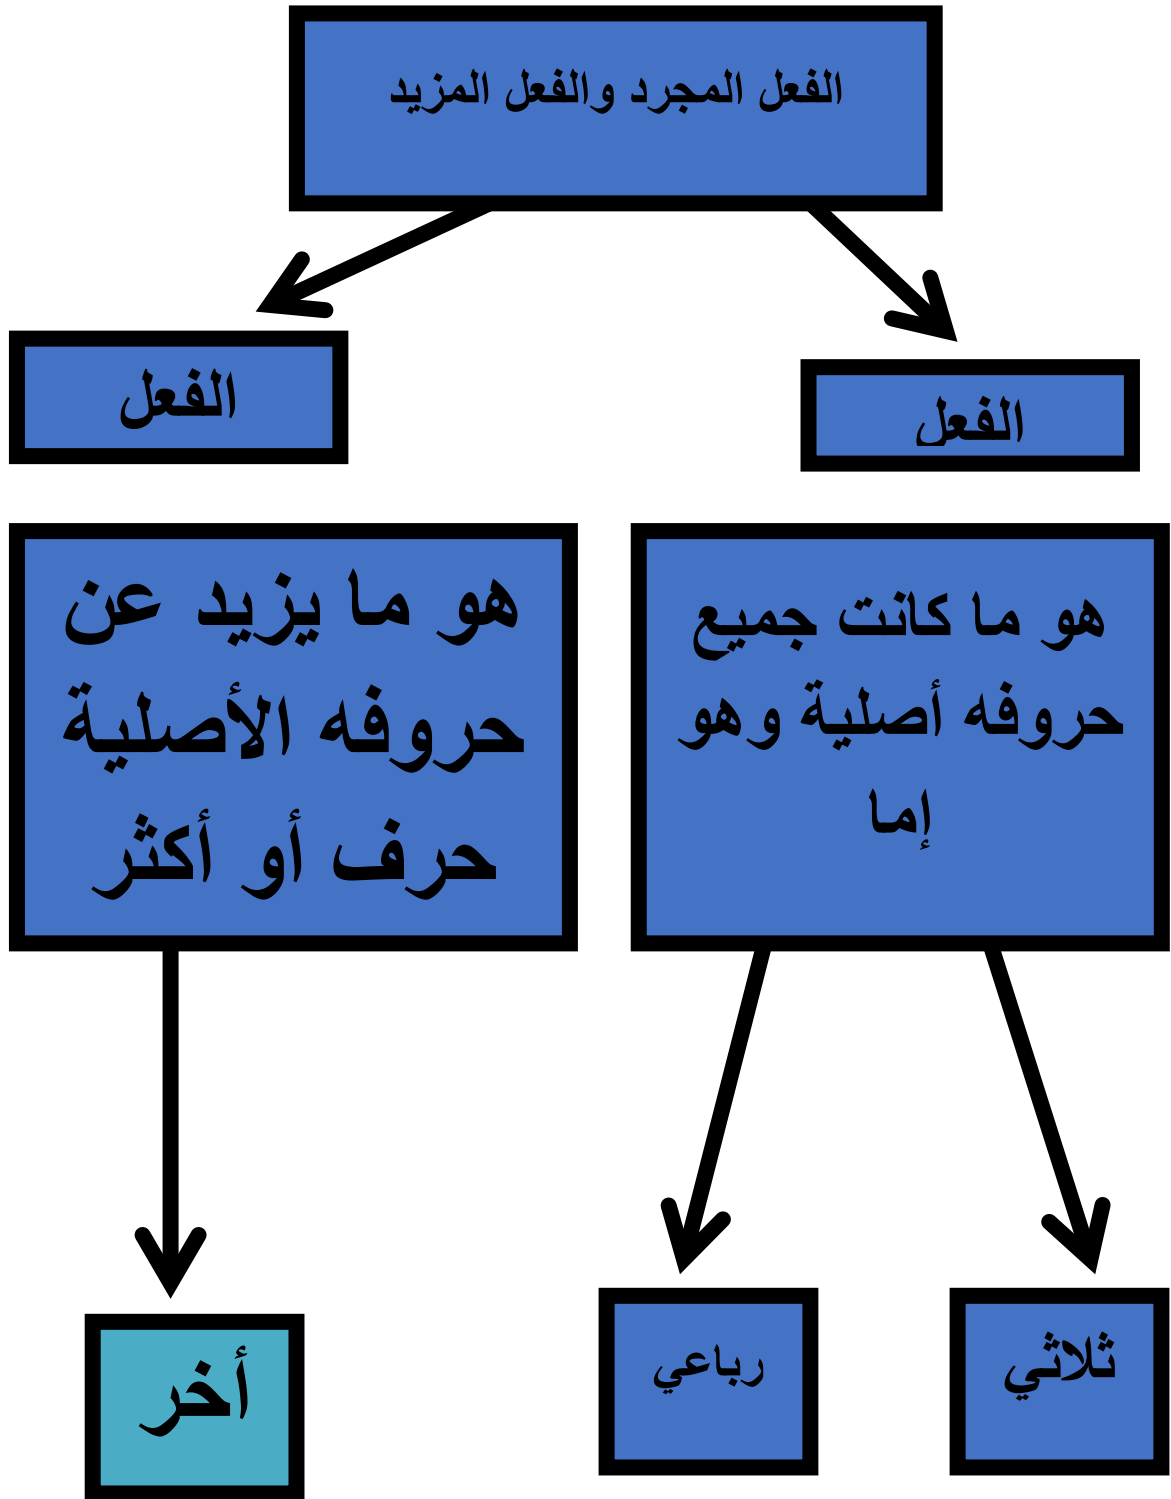 الفعل المجرد والفعل المزيد
الفعل
الفعل
هو ما كانت جميع
حروفه أصلية وهو
إما
هو ما يزيد عن
حروفه الأصلية
حرف أو أكثر
ثلاثي
رباعي
أخر